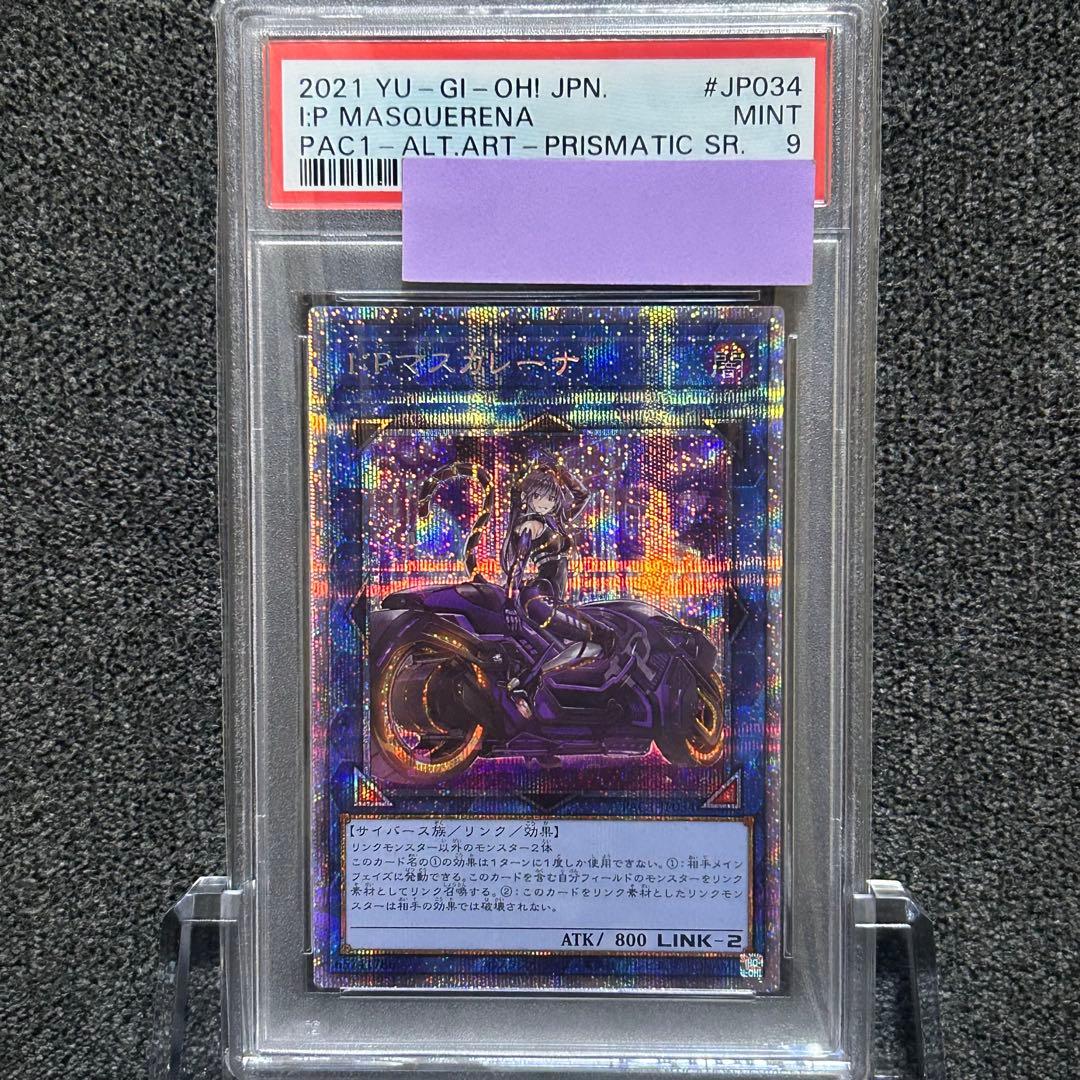 2021 YU-GI-OH! JPN. #JP034
I:P MASQUERENA MINT
PAC1-ALT.ART-PRISMATIC SR. 9
I:Pマスカレーナ
闇
【サイバース族/リンク/効果】
リンクモンスター以外のモンスター2体
このカード名の①の効果は1ターンに1度しか使用できない。①:相手メイン
フェイズに発動できる。このカードを含む自分フィールドのモンスターをリンク
素材としてリンク召喚する。②:このカードをリンク素材としたリンクモン
スターは相手の効果では破壊されない。
ATK/ 800 LINK-2